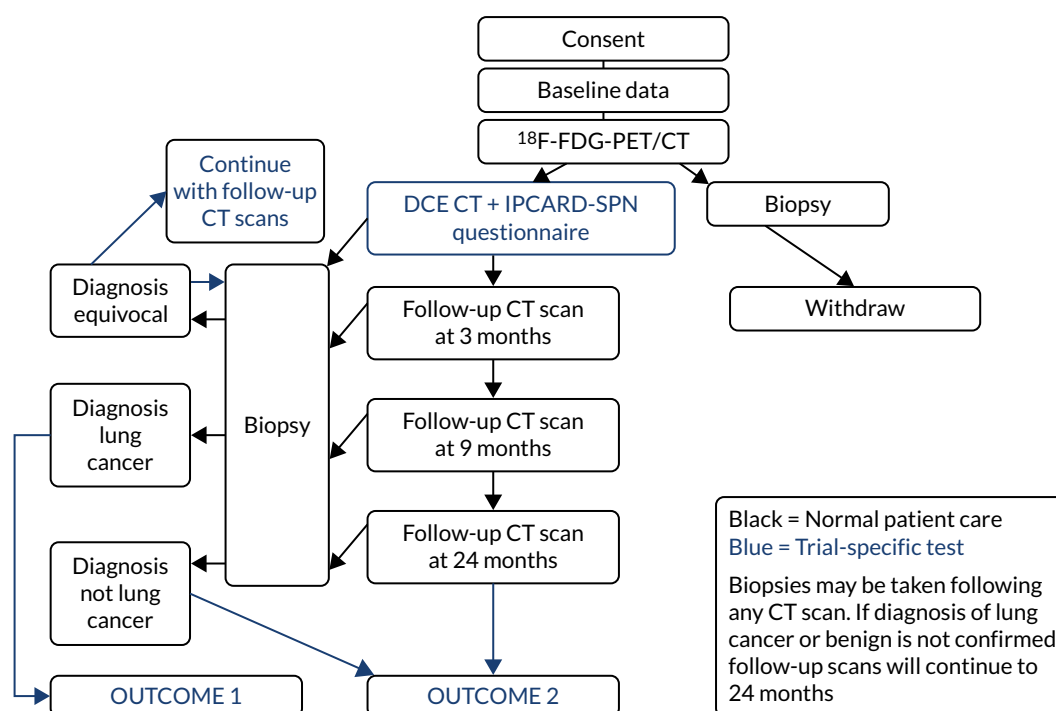 Consent
Baseline data
¹⁸F-FDG-PET/CT
Continue
with follow-up
CT scans
DCE CT + IPCARD-SPN
questionnaire
Biopsy
Diagnosis
equivocal
Follow-up CT scan
at 3 months
Withdraw
Diagnosis
lung
cancer
Biopsy
Follow-up CT scan
at 9 months
Follow-up CT scan
at 24 months
Diagnosis
not lung
cancer
OUTCOME 1
OUTCOME 2
Black = Normal patient care
Blue = Trial-specific test
Biopsies may be taken following
any CT scan. If diagnosis of lung
cancer or benign is not confirmed
follow-up scans will continue to
24 months